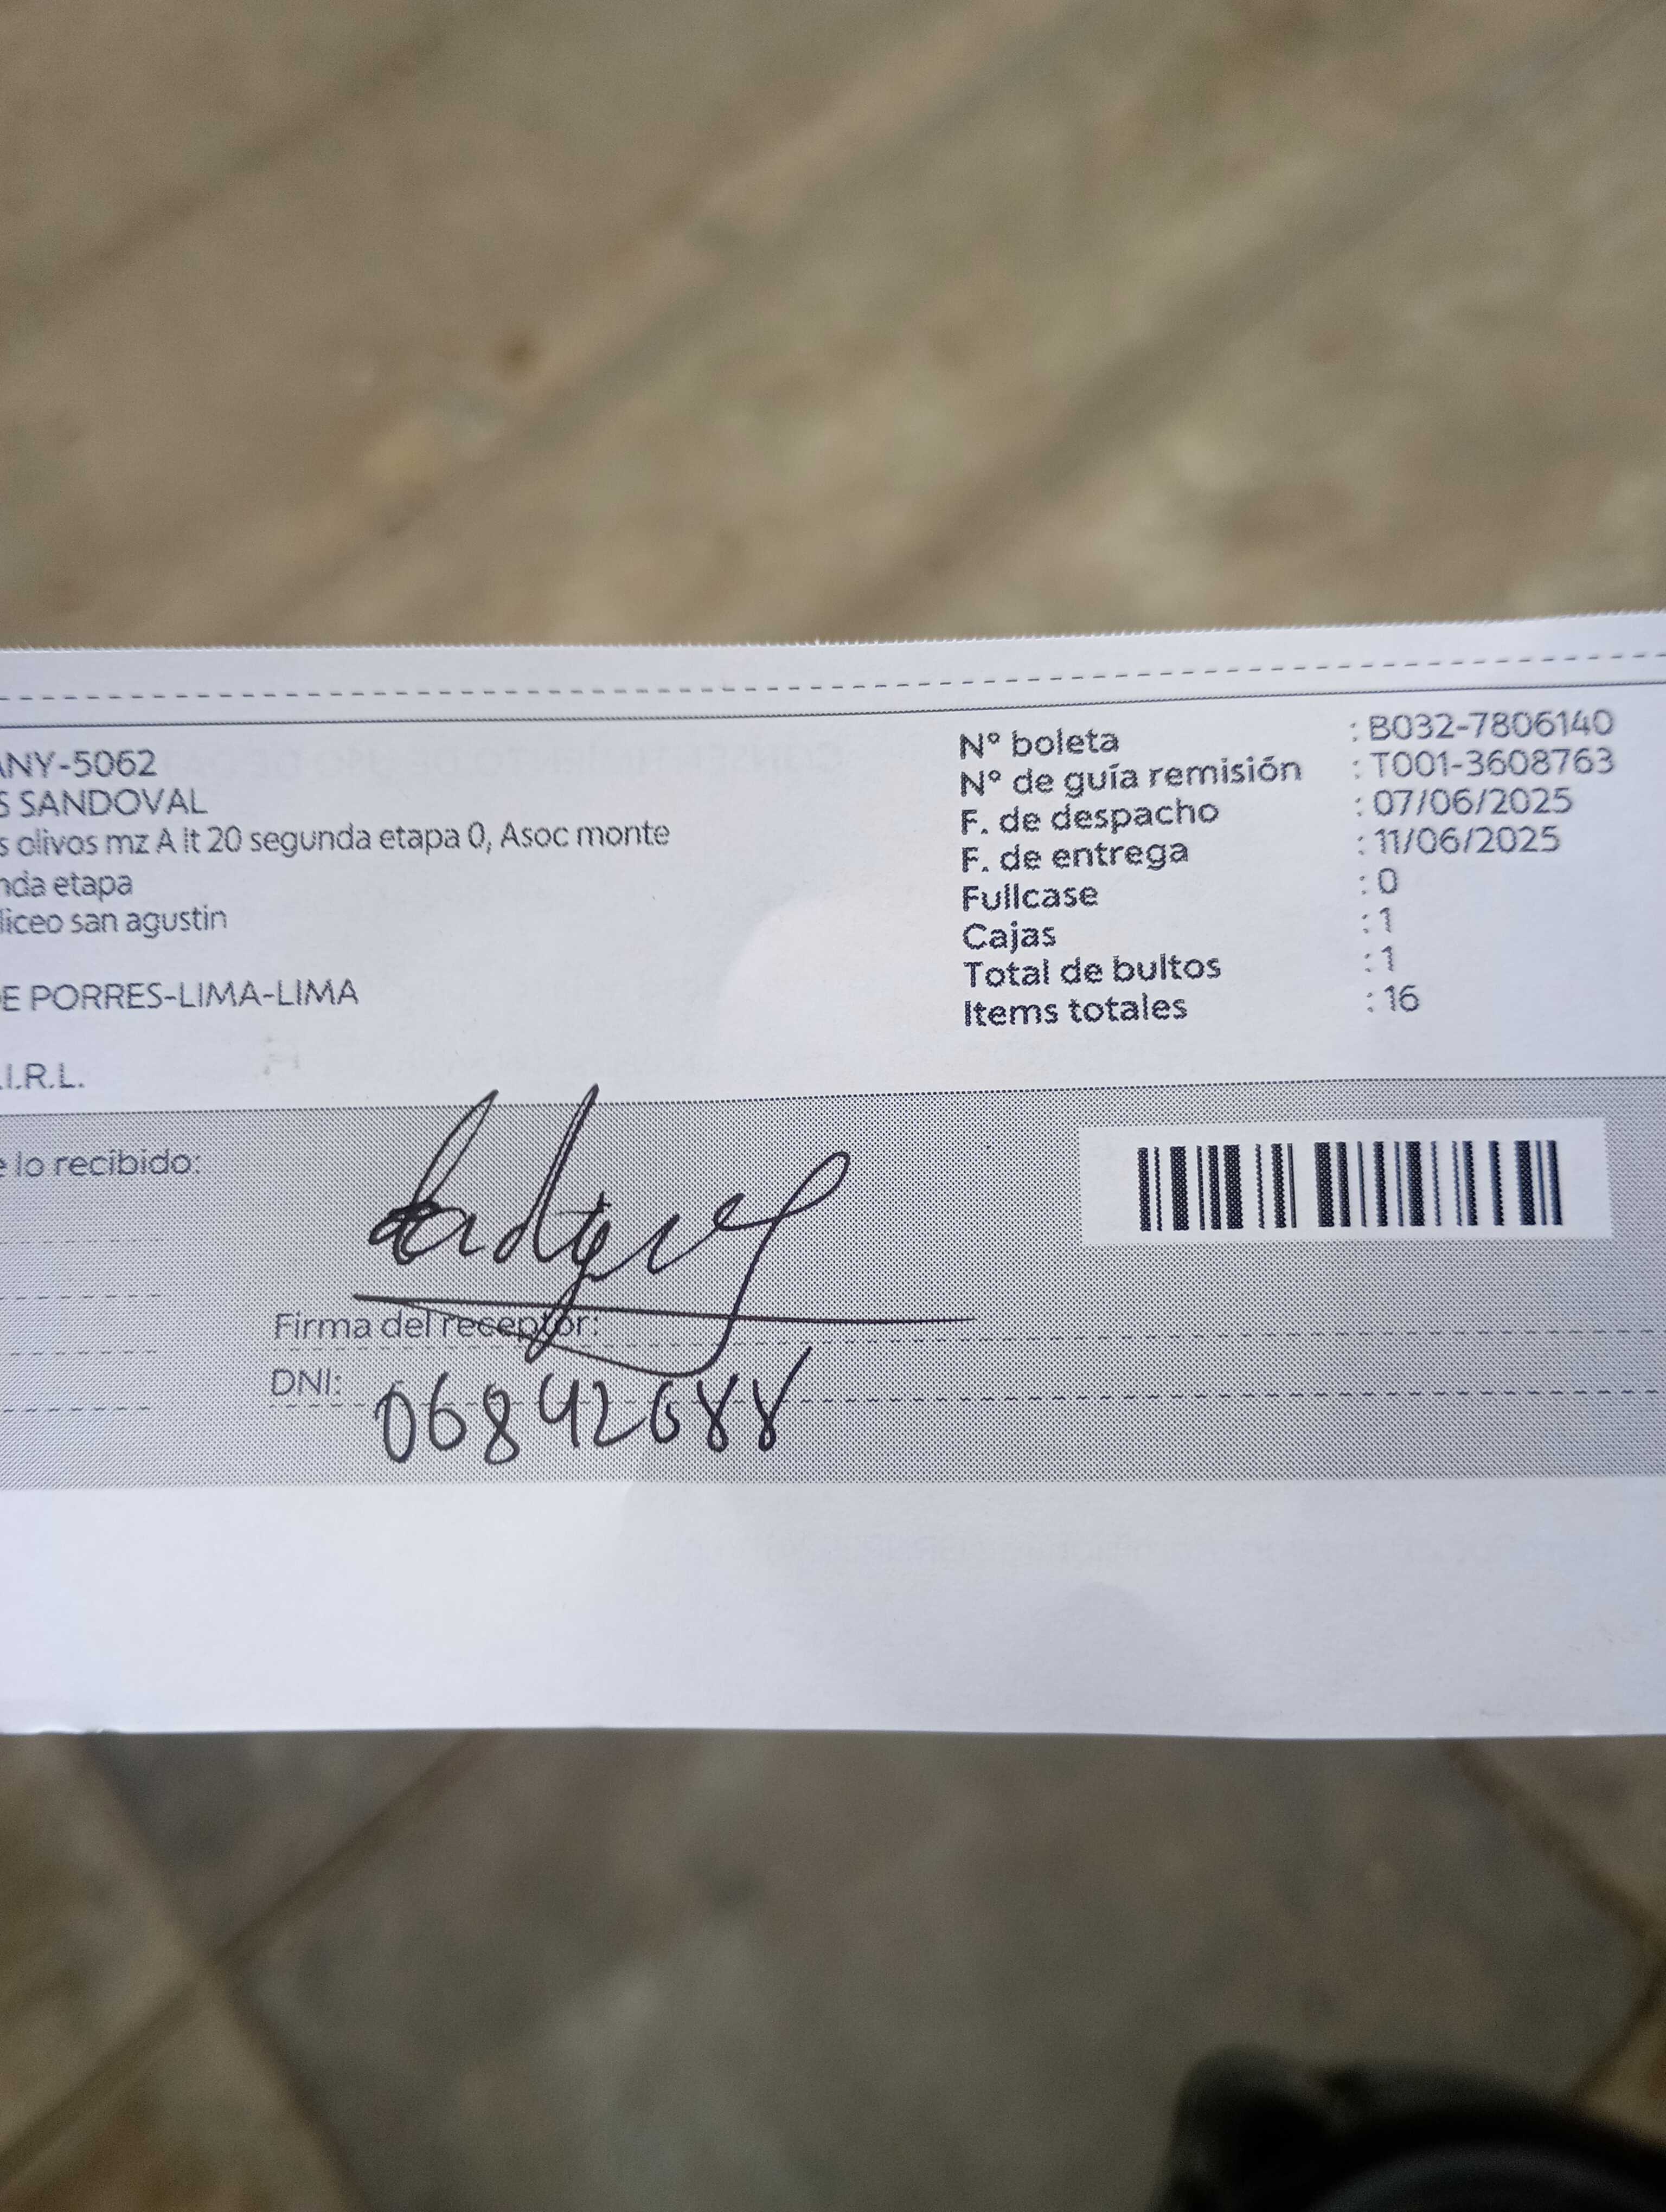 ANY-5062
S SANDOVAL
s olivos mz A lt 20 segunda etapa 0, Asoc monte
nda etapa
liceo san agustin
E PORRES-LIMA-LIMA
.I.R.L.
N° boleta : B032-7806140
N° de guía remisión : T001-3608763
F. de despacho : 07/06/2025
F. de entrega : 11/06/2025
Fullcase : 0
Cajas : 1
Total de bultos : 1
Items totales : 16
e lo recibido:
Firma del receptor:
DNI: 06842688